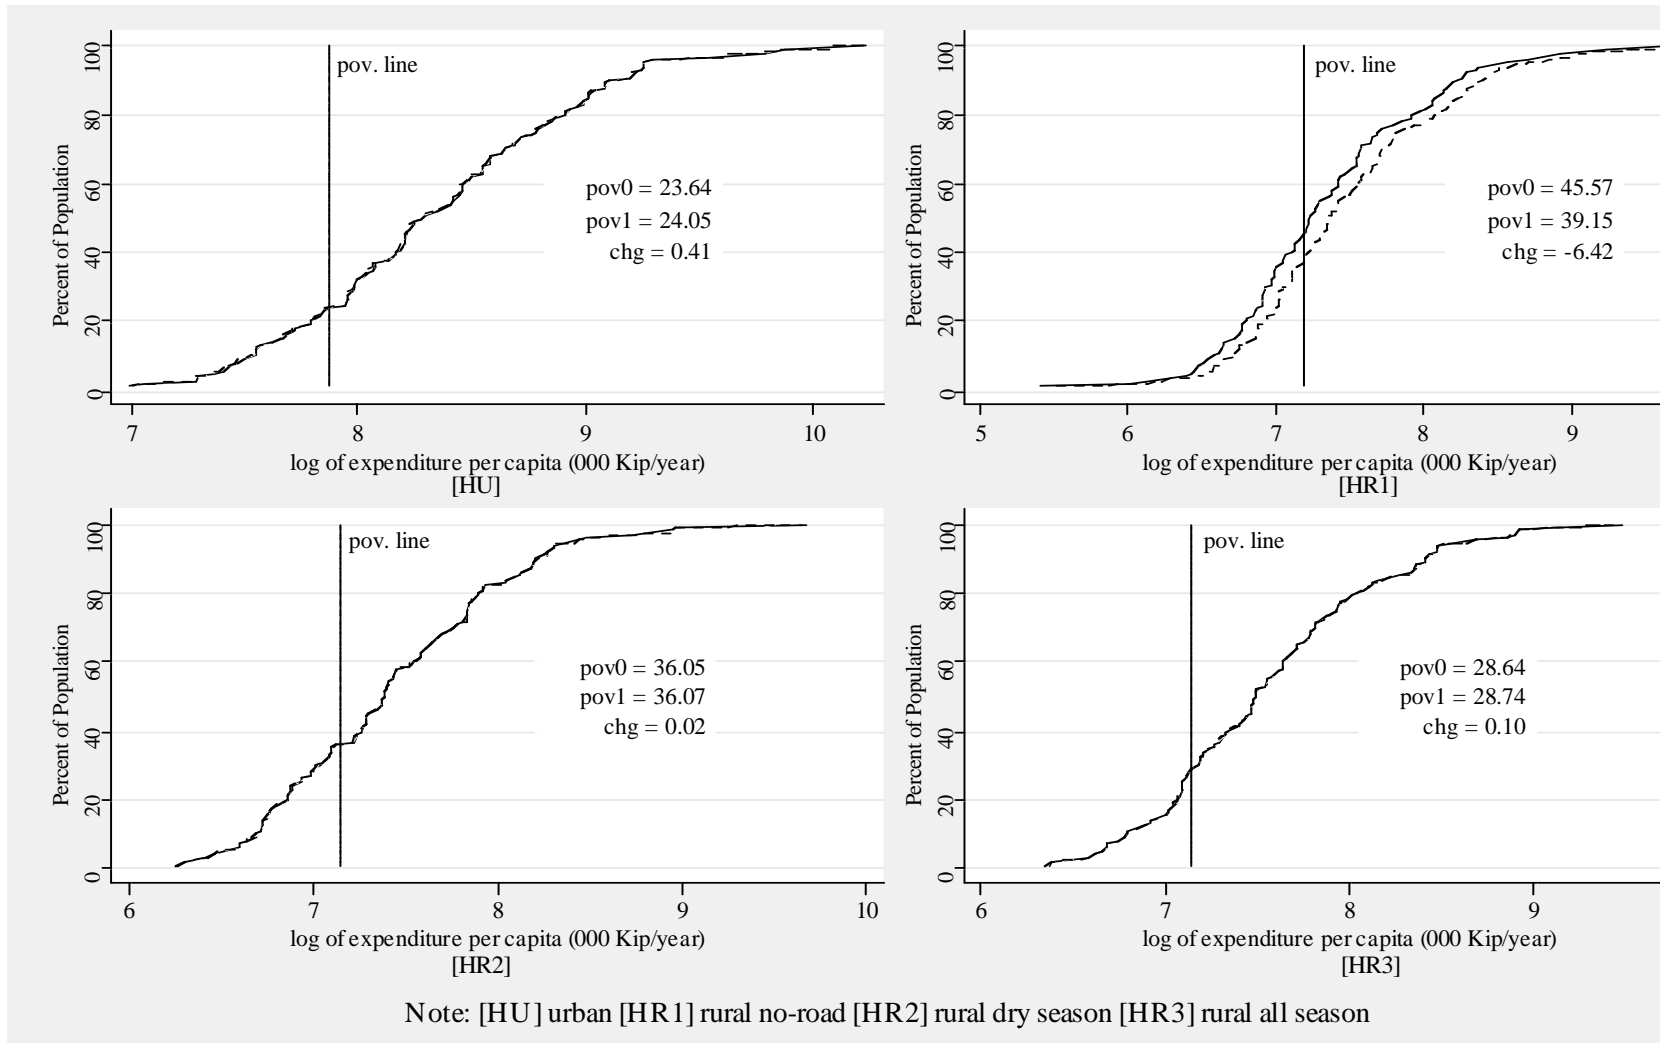 100
80
60
40
20
0
Percent of Population
pov. line
pov0 = 23.64
pov1 = 24.05
chg = 0.41
7 8 9 10
log of expenditure per capita (000 Kip/year)
[HU]
100
80
60
40
20
0
Percent of Population
pov. line
pov0 = 45.57
pov1 = 39.15
chg = -6.42
5 6 7 8 9
log of expenditure per capita (000 Kip/year)
[HR1]
100
80
60
40
20
0
Percent of Population
pov. line
pov0 = 36.05
pov1 = 36.07
chg = 0.02
6 7 8 9 10
log of expenditure per capita (000 Kip/year)
[HR2]
100
80
60
40
20
0
Percent of Population
pov. line
pov0 = 28.64
pov1 = 28.74
chg = 0.10
6 7 8 9
log of expenditure per capita (000 Kip/year)
[HR3]
Note: [HU] urban [HR1] rural no-road [HR2] rural dry season [HR3] rural all season